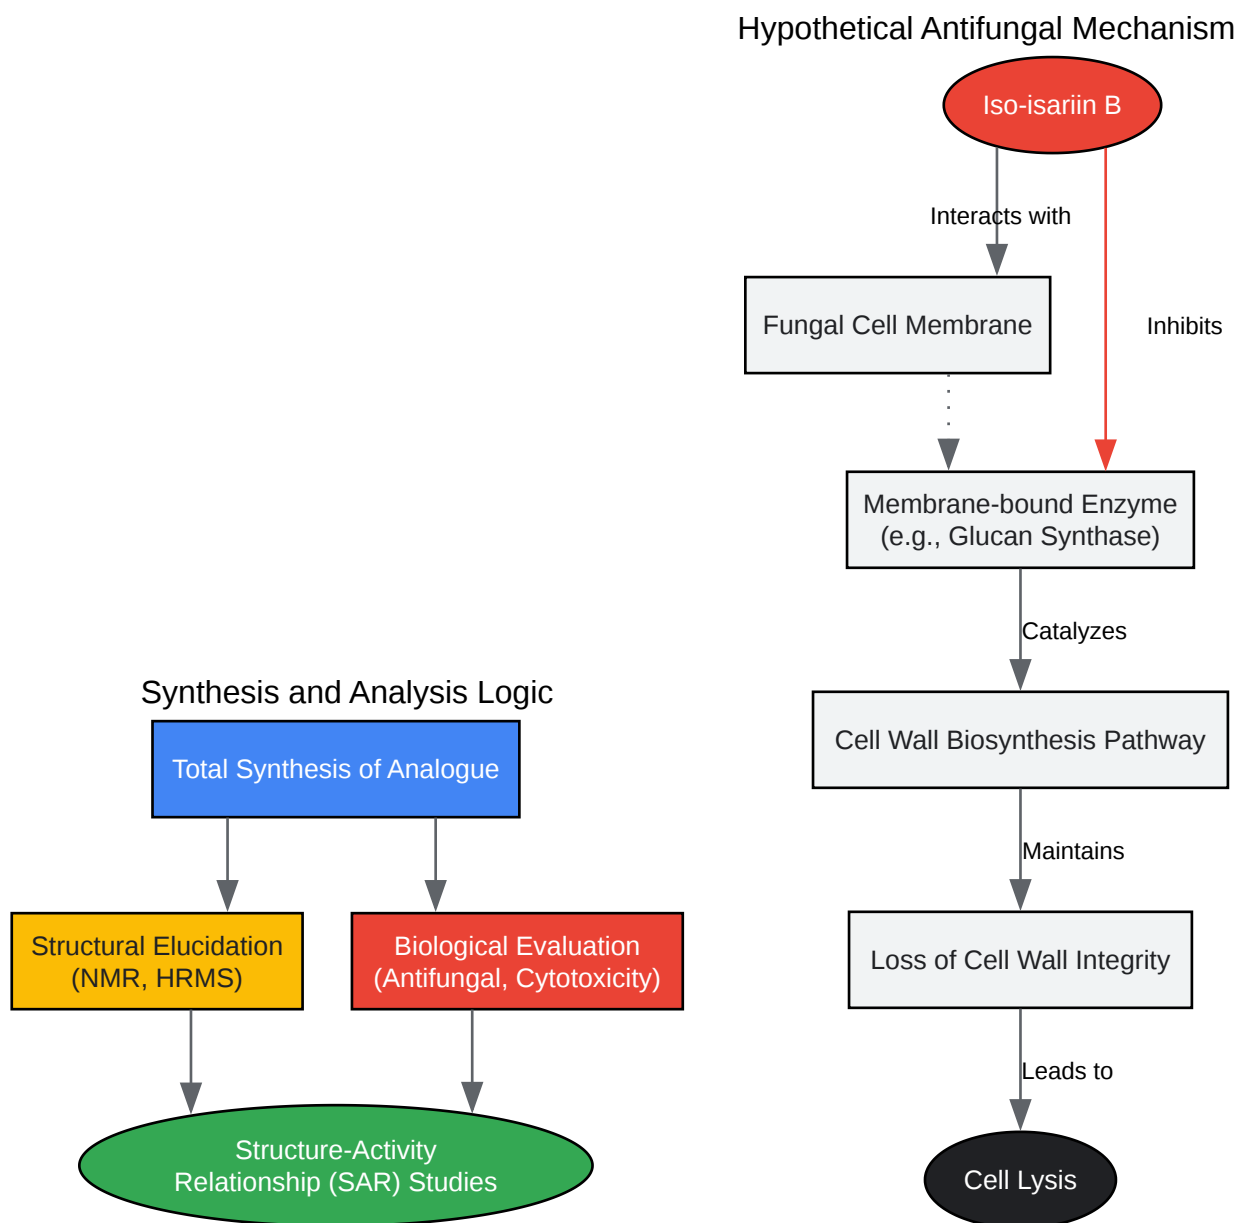 Hypothetical Antifungal Mechanism
Iso-isariin B
Interacts with
Fungal Cell Membrane
Inhibits
Membrane-bound Enzyme
(e.g., Glucan Synthase)
Catalyzes
Cell Wall Biosynthesis Pathway
Maintains
Loss of Cell Wall Integrity
Leads to
Cell Lysis
Synthesis and Analysis Logic
Total Synthesis of Analogue
Structural Elucidation
(NMR, HRMS)
Biological Evaluation
(Antifungal, Cytotoxicity)
Structure-Activity
Relationship (SAR) Studies